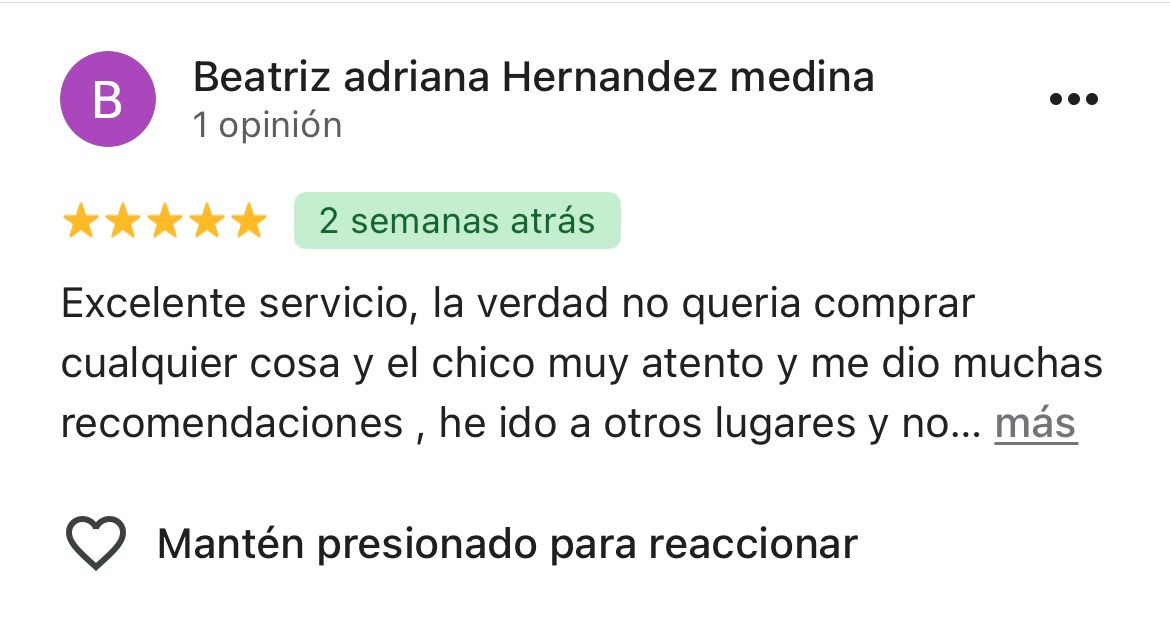 B
Beatriz adriana Hernandez medina
1 opinión
2 semanas atrás
Excelente servicio, la verdad no queria comprar
cualquier cosa y el chico muy atento y me dio muchas
recomendaciones , he ido a otros lugares y no... más
Mantén presionado para reaccionar